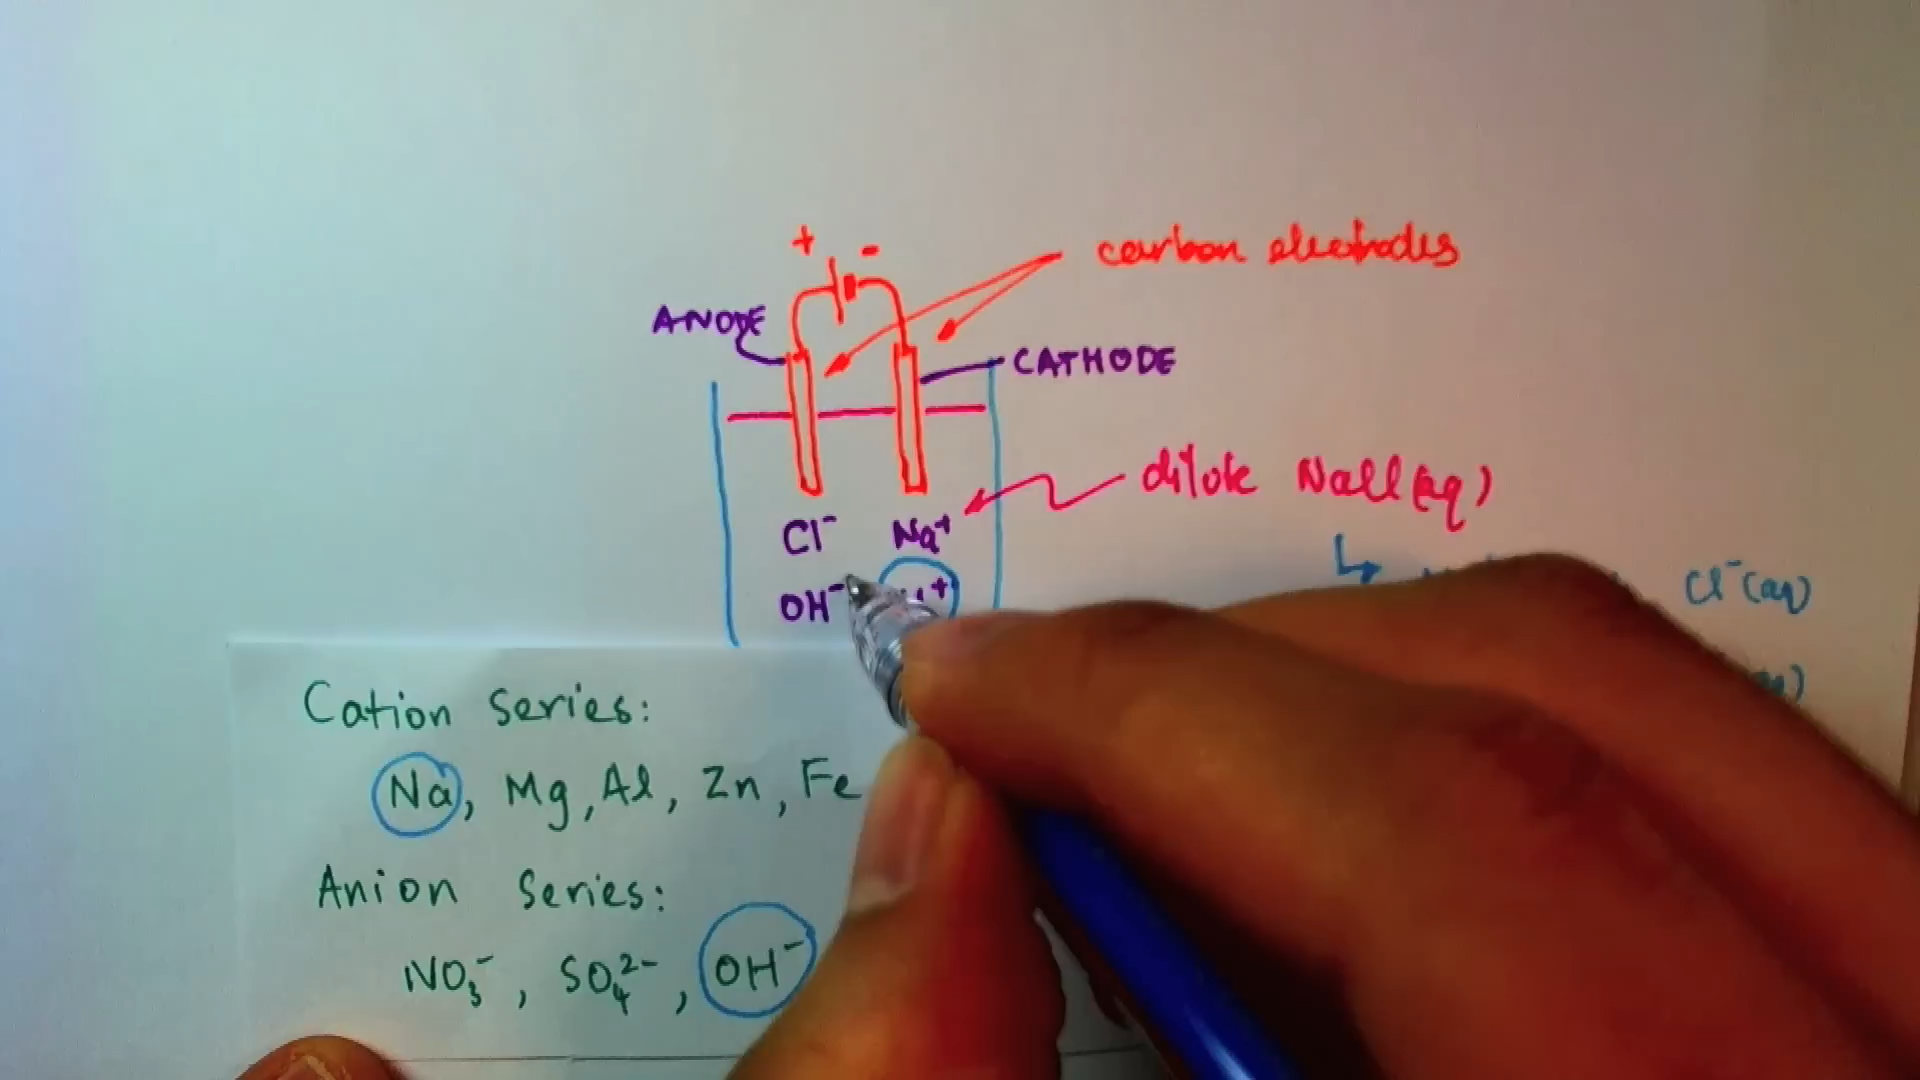 + -
carbon electrodes
ANODE
CATHODE
dilute NaCl(aq)
Cl⁻ Na⁺
Cl⁻(aq)
OH⁻ H⁺
Cation Series:
Na, Mg, Al, Zn, Fe
Anion Series:
NO₃⁻, SO₄²⁻, OH⁻